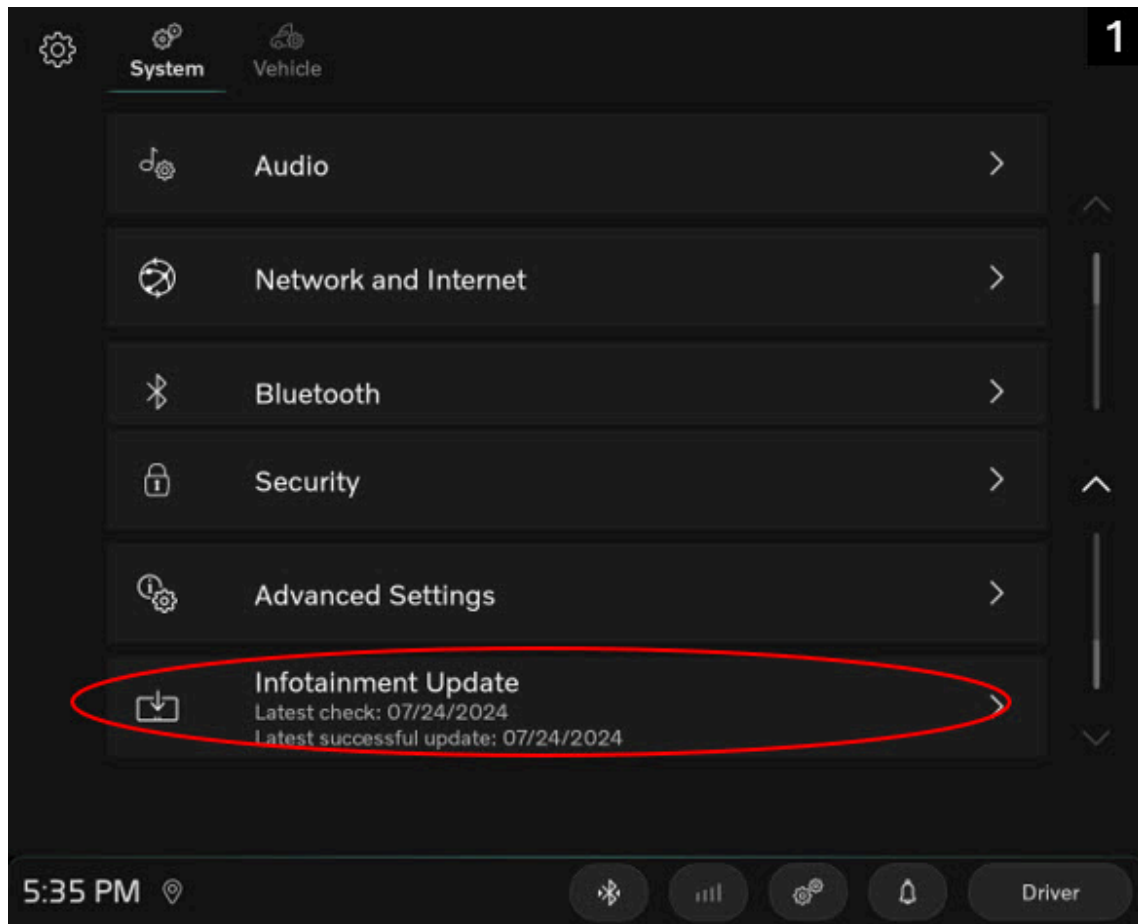 System
Vehicle
1
Audio
Network and Internet
Bluetooth
Security
Advanced Settings
Infotainment Update
Latest check: 07/24/2024
Latest successful update: 07/24/2024
5:35 PM
Driver